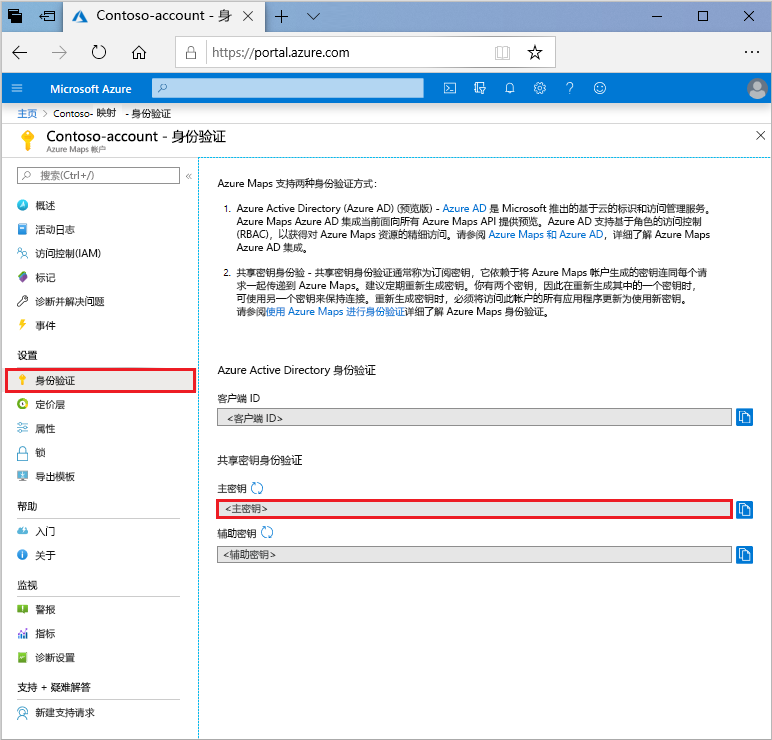 Contoso-account - 身
https://portal.azure.com
Microsoft Azure
主页 > Contoso- 映射 - 身份验证
Contoso-account - 身份验证
Azure Maps 帐户
搜索(Ctrl+/)
概述
活动日志
访问控制(IAM)
标记
诊断并解决问题
事件
设置
身份验证
定价层
属性
锁
导出模板
帮助
入门
关于
监视
警报
指标
诊断设置
支持 + 疑难解答
新建支持请求
Azure Maps 支持两种身份验证方式：
1. Azure Active Directory (Azure AD) (预览版) - Azure AD 是 Microsoft 推出的基于云的标识和访问管理服务。
Azure Maps Azure AD 集成当前面向所有 Azure Maps API 提供预览。Azure AD 支持基于角色的访问控制
(RBAC)，以获得对 Azure Maps 资源的精细访问。请参阅 Azure Maps 和 Azure AD，详细了解 Azure Maps
Azure AD 集成。
2. 共享密钥身份验 - 共享密钥身份验证通常称为订阅密钥，它依赖于将 Azure Maps 帐户生成的密钥连同每个请
求一起传递到 Azure Maps。建议定期重新生成密钥。你有两个密钥，因此在重新生成其中的一个密钥时，
可使用另一个密钥来保持连接。重新生成密钥时，必须将访问此帐户的所有应用程序更新为使用新密钥。
请参阅使用 Azure Maps 进行身份验证详细了解 Azure Maps 身份验证。
Azure Active Directory 身份验证
客户端 ID
<客户端 ID>
共享密钥身份验证
主密钥
<主密钥>
辅助密钥
<辅助密钥>